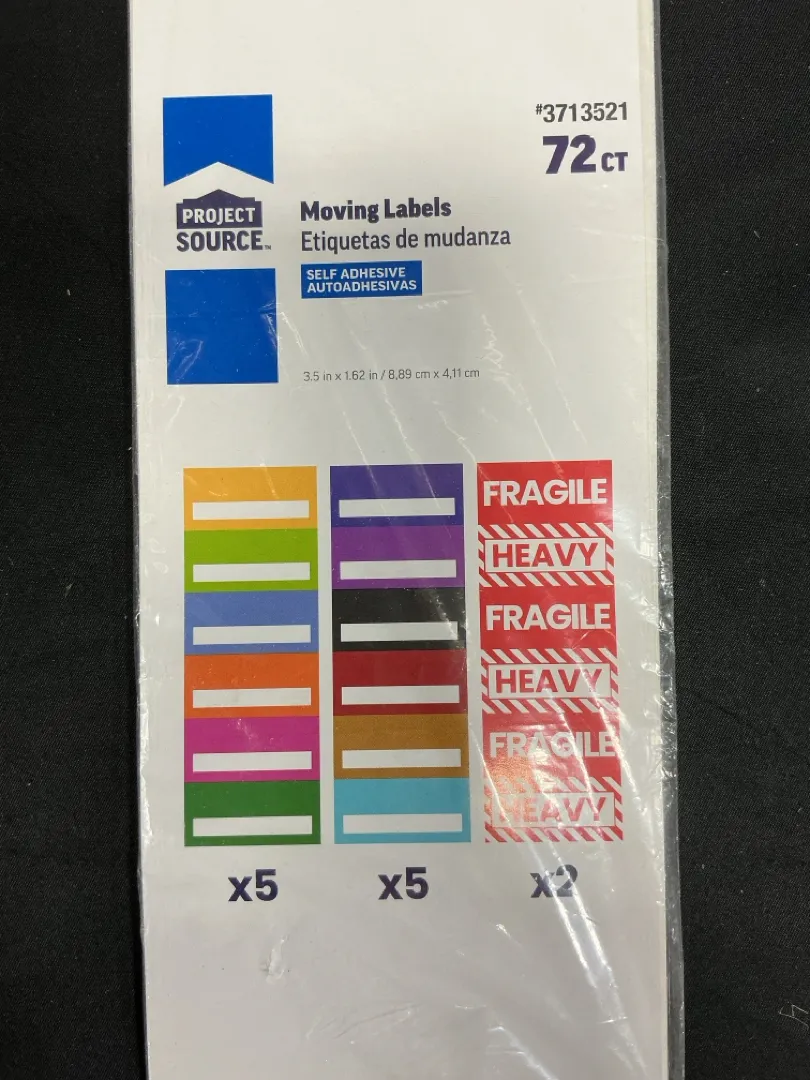 #3713521
72 CT
PROJECT
SOURCE™
Moving Labels
Etiquetas de mudanza
SELF ADHESIVE
AUTOADHESIVAS
3.5 in x 1.62 in / 8,89 cm x 4,11 cm
FRAGILE
HEAVY
FRAGILE
HEAVY
FRAGILE
HEAVY
x5
x5
x2